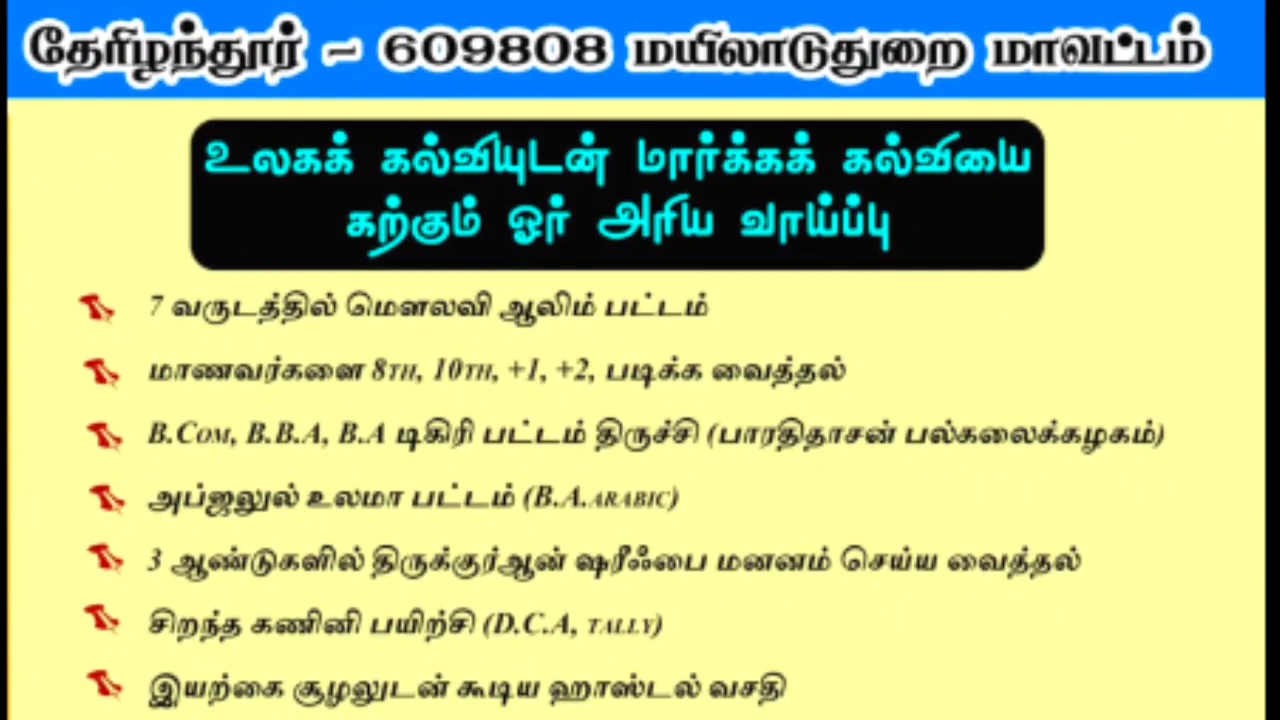 தேரிழந்தூர் – 609808 மயிலாடுதுறை மாவட்டம்
உலகக் கல்வியுடன் மார்க்கக் கல்வியை
கற்கும் ஓர் அரிய வாய்ப்பு
7 வருடத்தில் மௌலவி ஆலிம் பட்டம்
மாணவர்களை 8TH, 10TH, +1, +2, படிக்க வைத்தல்
B.COM, B.B.A, B.A டிகிரி பட்டம் திருச்சி (பாரதிதாசன் பல்கலைக்கழகம்)
அப்ஜலுல் உலமா பட்டம் (B.A.ARABIC)
3 ஆண்டுகளில் திருக்குர்ஆன் ஷரீஃபை மனனம் செய்ய வைத்தல்
சிறந்த கணினி பயிற்சி (D.C.A, TALLY)
இயற்கை சூழலுடன் கூடிய ஹாஸ்டல் வசதி